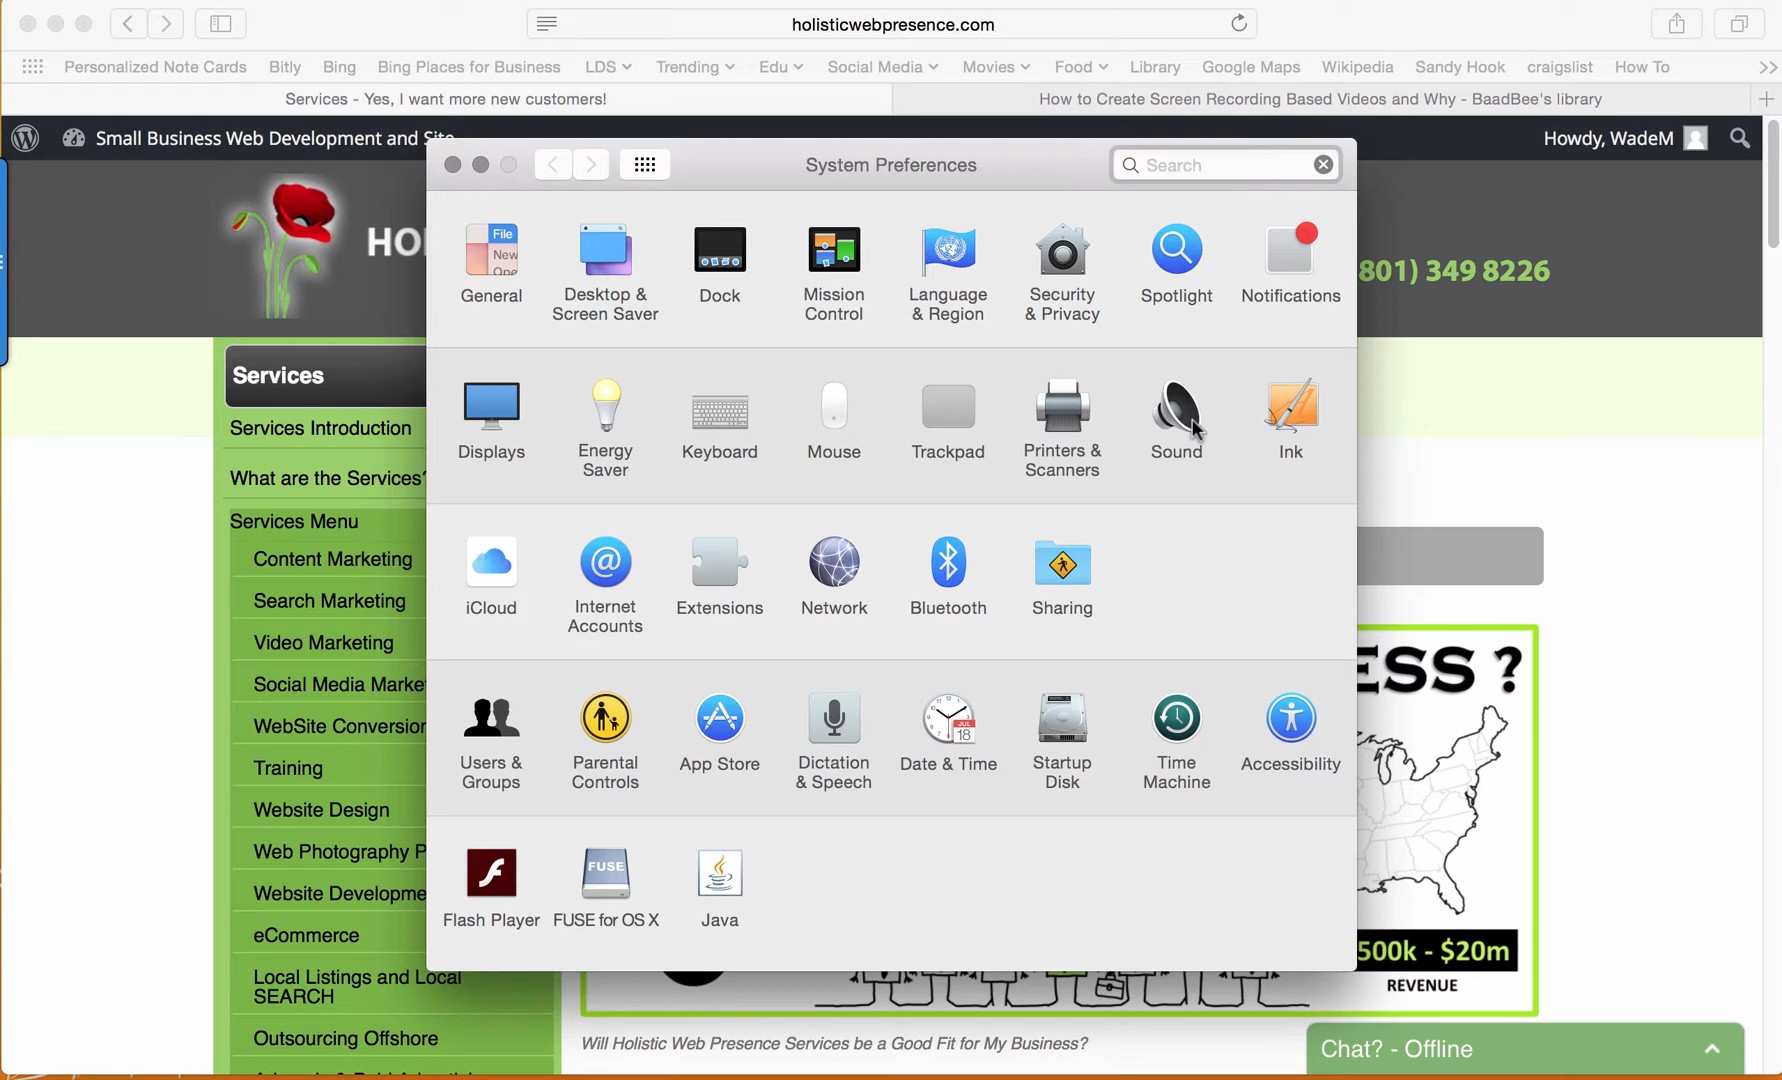 holisticwebpresence.com
Personalized Note Cards Bitly Bing Bing Places for Business LDS Trending Edu Social Media Movies Food Library Google Maps Wikipedia Sandy Hook craigslist How To
Services - Yes, I want more new customers! How to Create Screen Recording Based Videos and Why - BaadBee's library
Small Business Web Development and Site Howdy, WadeM
System Preferences
Search
HO
801) 349 8226
File
New
Ope
General
Desktop &
Screen Saver
Dock
Mission
Control
Language
& Region
Security
& Privacy
Spotlight
Notifications
Displays
Energy
Saver
Keyboard
Mouse
Trackpad
Printers &
Scanners
Sound
Ink
iCloud
@
Internet
Accounts
Extensions
Network
Bluetooth
Sharing
Users &
Groups
Parental
Controls
App Store
Dictation
& Speech
JUL
18
Date & Time
Startup
Disk
Time
Machine
Accessibility
Flash Player
FUSE
FUSE for OS X
Java
Services
Services Introduction
What are the Services?
Services Menu
Content Marketing
Search Marketing
Video Marketing
Social Media Marke
WebSite Conversion
Training
Website Design
Web Photography P
Website Developme
eCommerce
Local Listings and Local
SEARCH
Outsourcing Offshore
ESS ?
500k - $20m
REVENUE
Will Holistic Web Presence Services be a Good Fit for My Business?
Chat? - Offline